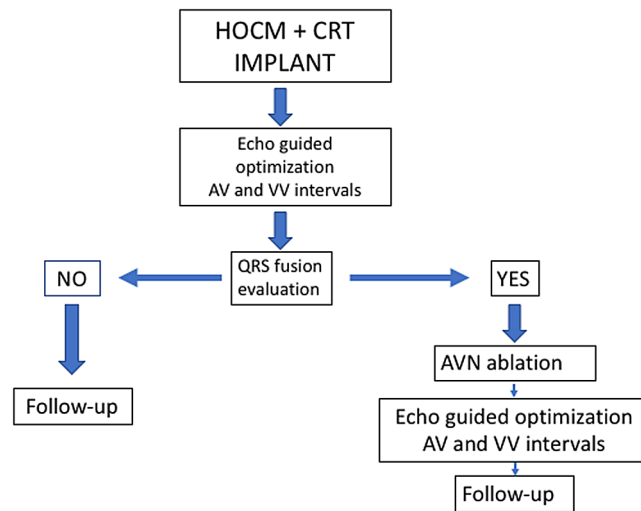 HOCM + CRT
IMPLANT
Echo guided
optimization
AV and VV intervals
NO
QRS fusion
evaluation
YES
AVN ablation
Follow-up
Echo guided optimization
AV and VV intervals
Follow-up